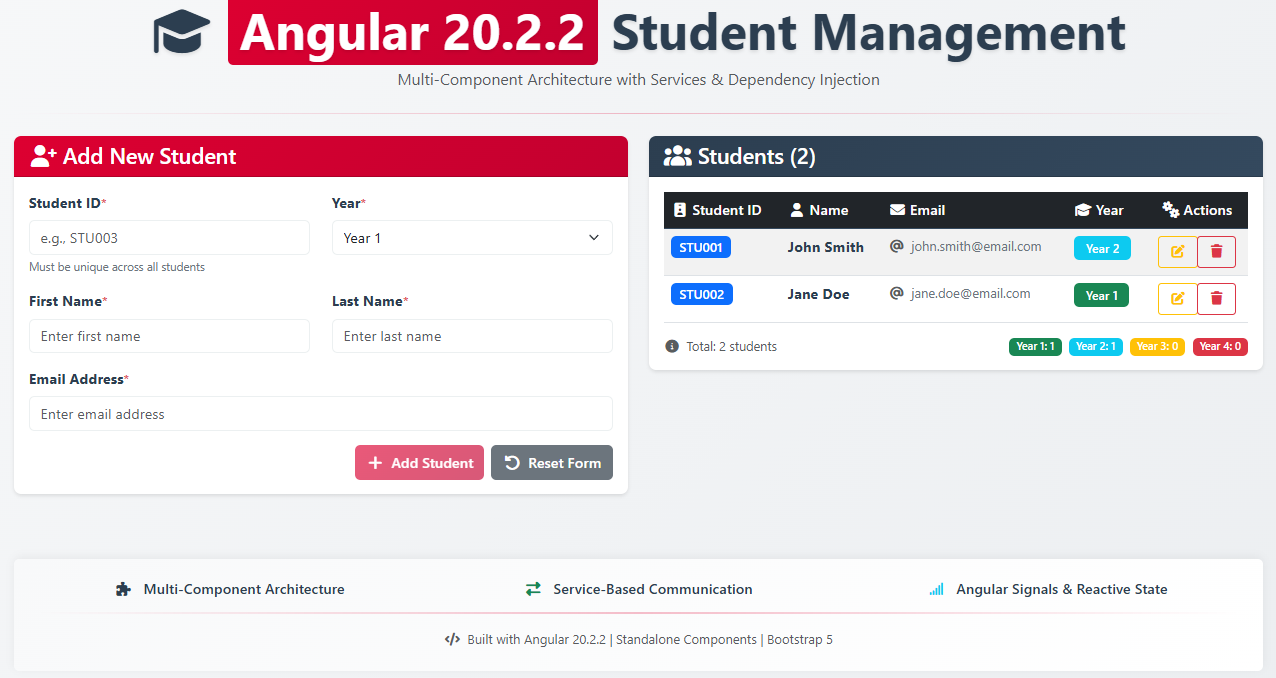 Angular 20.2.2 Student Management
Multi-Component Architecture with Services & Dependency Injection
Add New Student
Student ID*
Year*
e.g., STU003
Year 1
Must be unique across all students
First Name*
Last Name*
Enter first name
Enter last name
Email Address*
Enter email address
Add Student
Reset Form
Students (2)
Student ID Name Email Year Actions
STU001 John Smith @ john.smith@email.com Year 2
STU002 Jane Doe @ jane.doe@email.com Year 1
Total: 2 students
Year 1: 1 Year 2: 1 Year 3: 0 Year 4: 0
Multi-Component Architecture
Service-Based Communication
Angular Signals & Reactive State
Built with Angular 20.2.2 | Standalone Components | Bootstrap 5